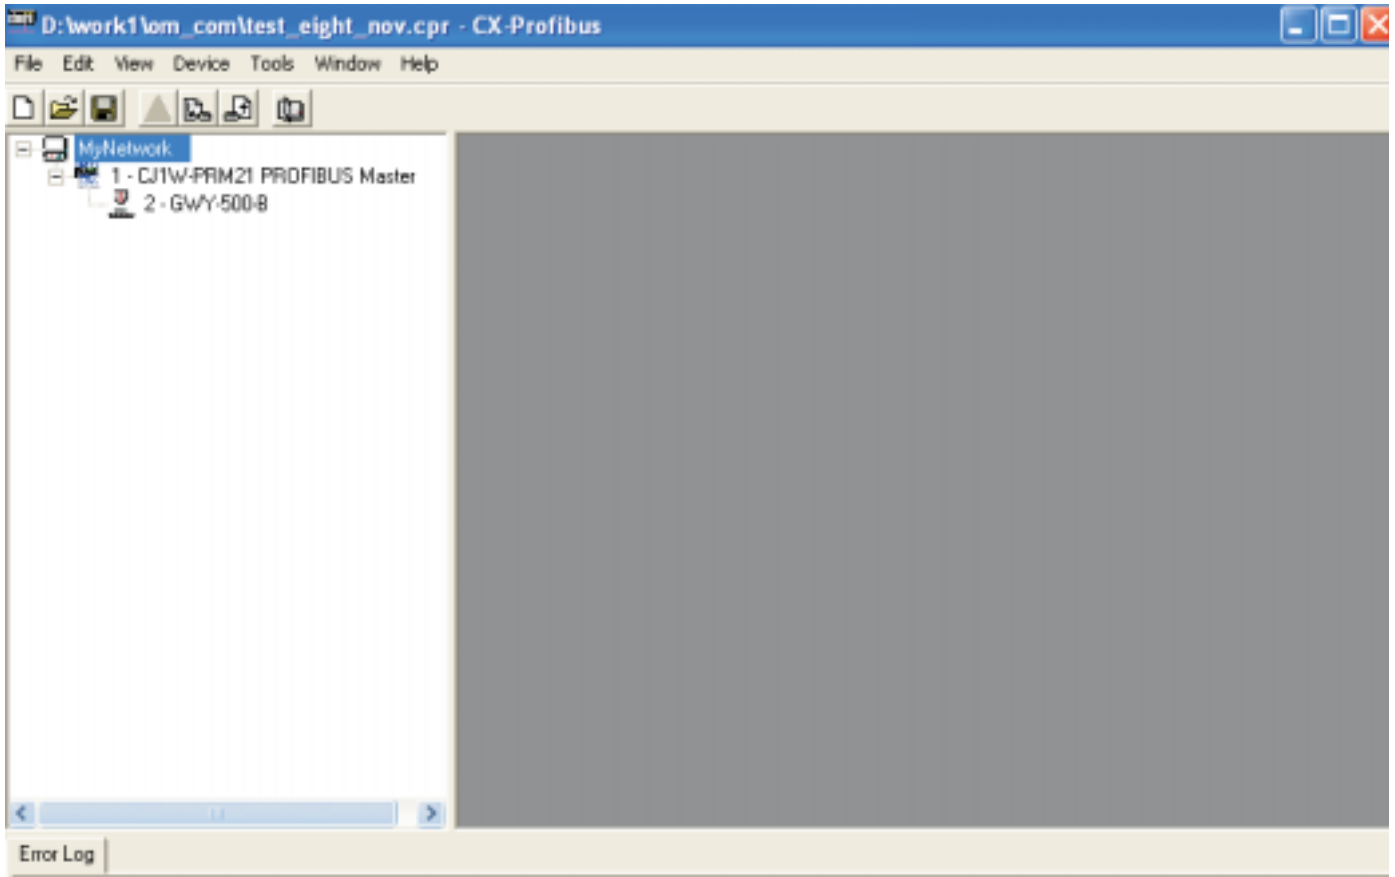 D:\work1\om_com\test_eight_nov.cpr - CX-Profibus
File Edit View Device Tools Window Help
MyNetwork
1 - CJ1W-PRM21 PROFIBUS Master
2 - GWY-500-B
Error Log